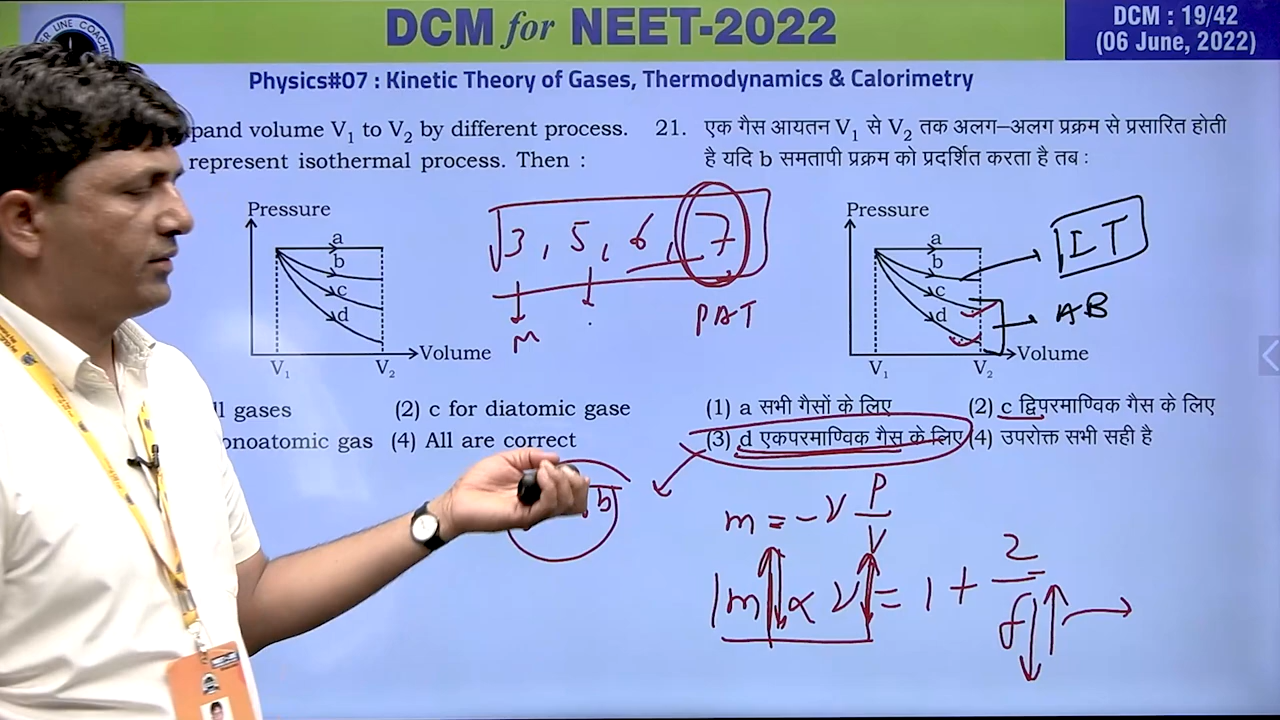 DCM for NEET-2022
DCM : 19/42
(06 June, 2022)
Physics#07 : Kinetic Theory of Gases, Thermodynamics & Calorimetry
pand volume V₁ to V₂ by different process.
represent isothermal process. Then :
Pressure
a
b
c
d
Volume
V₁ V₂
gases (2) c for diatomic gase
onoatomic gas (4) All are correct
3, 5, 6, 7
M
PAT
b
21. एक गैस आयतन V₁ से V₂ तक अलग–अलग प्रक्रम से प्रसारित होती
है यदि b समतापी प्रक्रम को प्रदर्शित करता है तब :
Pressure
a
b
c
d
Volume
V₁ V₂
IT
AB
(1) a सभी गैसों के लिए (2) c द्विपरमाण्विक गैस के लिए
(3) d एकपरमाण्विक गैस के लिए (4) उपरोक्त सभी सही है
m = -γ P/V
|m| ∝ γ = 1 + 2/f